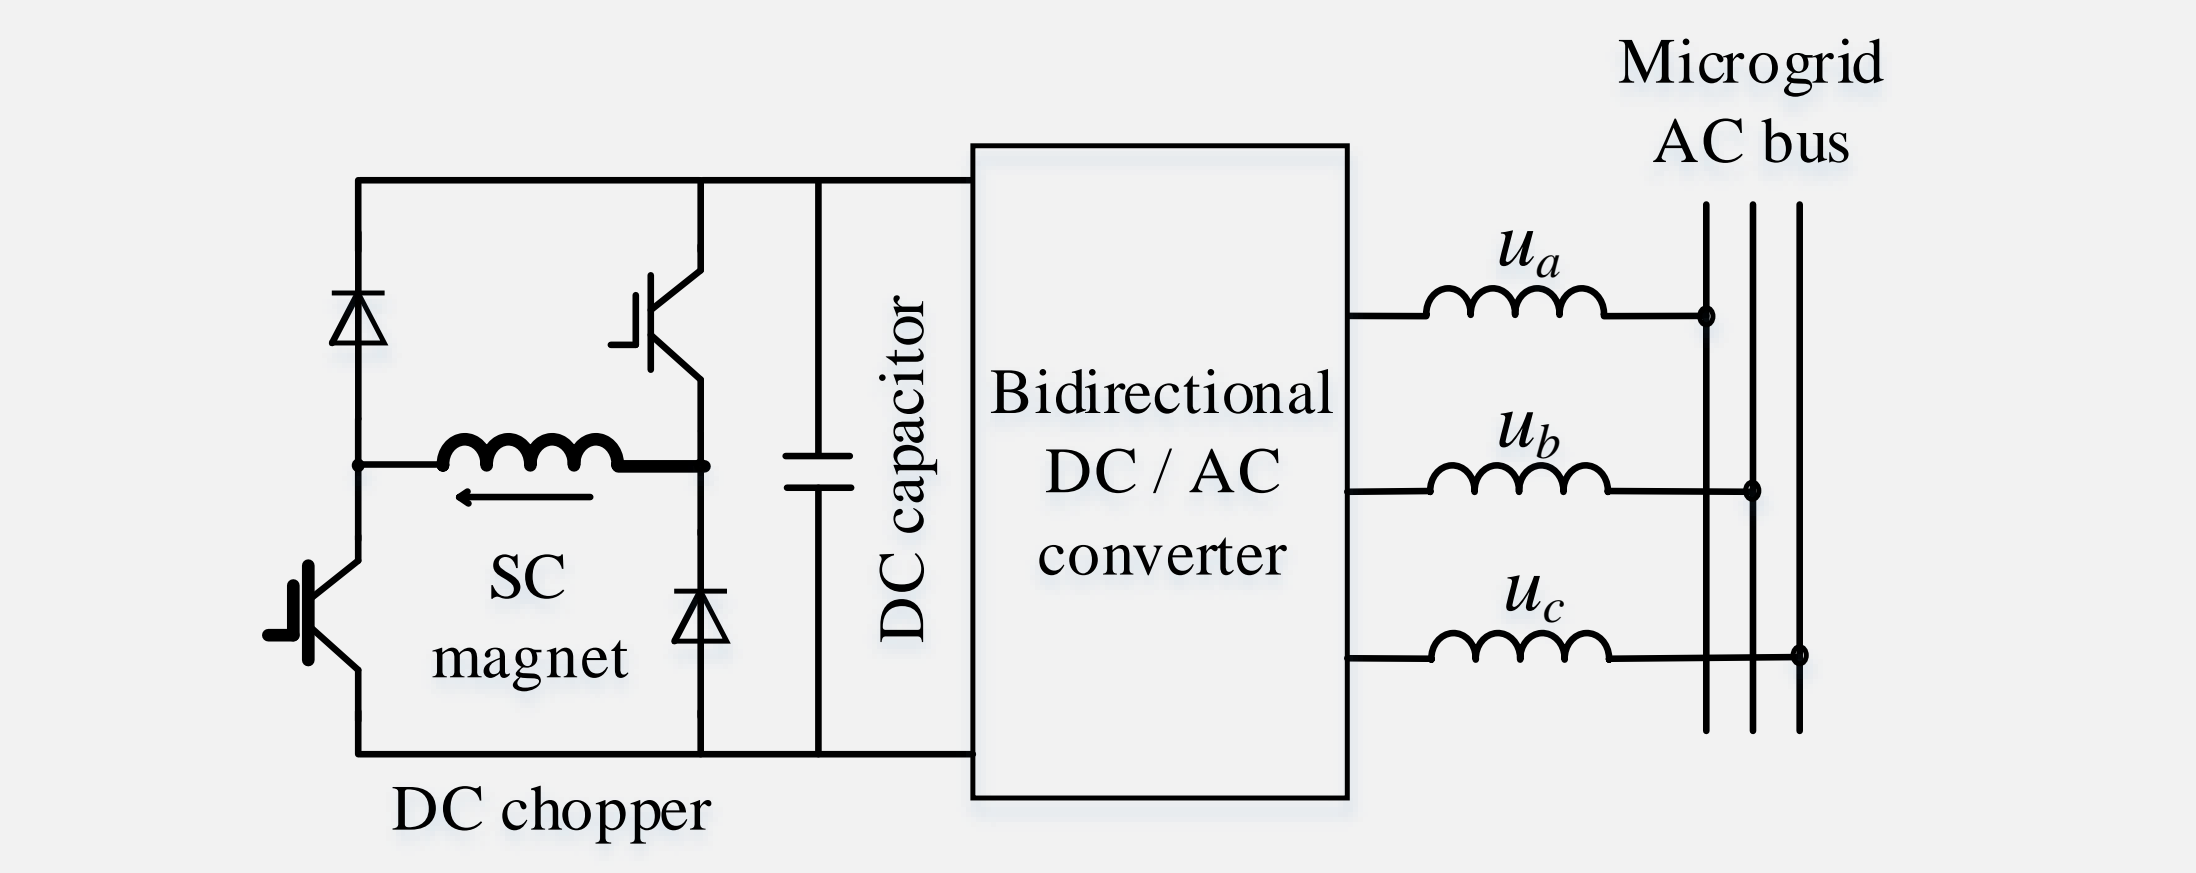 Microgrid
AC bus
u_a
DC capacitor
Bidirectional
DC / AC
converter
u_b
SC
magnet
u_c
DC chopper